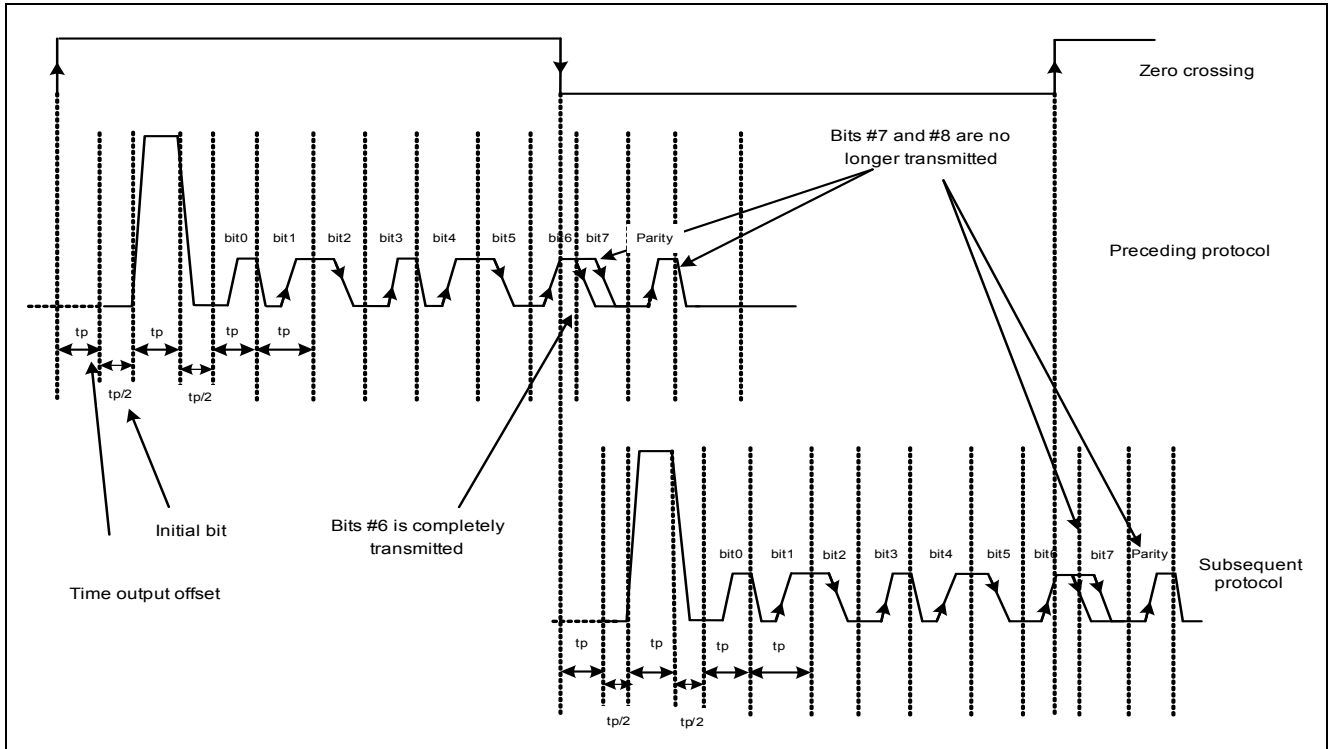 Zero crossing
Bits #7 and #8 are no
longer transmitted
bit0 bit1 bit2 bit3 bit4 bit5 bit6 bit7 Parity
Preceding protocol
tp tp tp tp
tp/2 tp/2
Initial bit
Bits #6 is completely
transmitted
Time output offset
bit0 bit1 bit2 bit3 bit4 bit5 bit6 bit7 Parity
Subsequent
protocol
tp tp tp tp
tp/2 tp/2